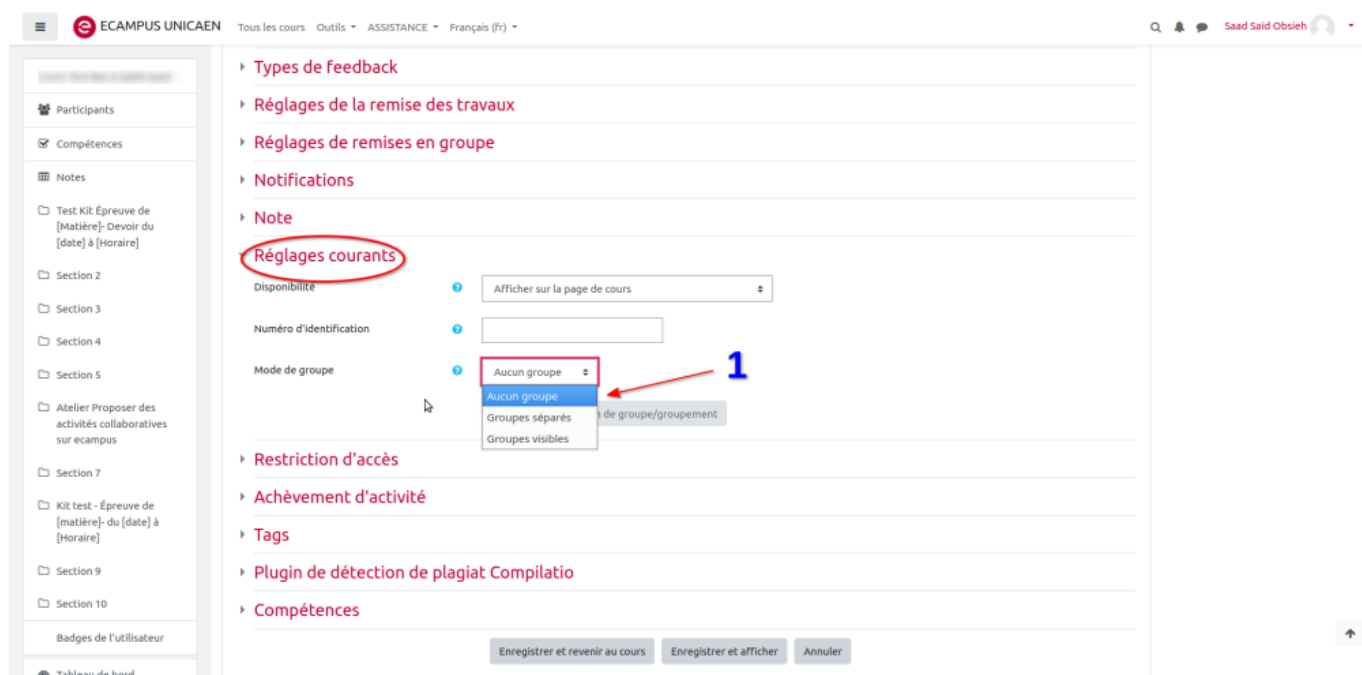 ECAMPUS UNICAEN Tous les cours Outils ASSISTANCE Français (fr) Saad Said Obsieh
Participants
Compétences
Notes
Test Kit Épreuve de
[Matière]- Devoir du
[date] à [Horaire]
Section 2
Section 3
Section 4
Section 5
Atelier Proposer des
activités collaboratives
sur ecampus
Section 7
Kit test - Épreuve de
[matière]- du [date] à
[Horaire]
Section 9
Section 10
Badges de l'utilisateur
Tableau de bord
Types de feedback
Réglages de la remise des travaux
Réglages de remises en groupe
Notifications
Note
Réglages courants
Disponibilité Afficher sur la page de cours
Numéro d'identification
Mode de groupe Aucun groupe 1
Aucun groupe
Groupes séparés de groupe/groupement
Groupes visibles
Restriction d'accès
Achèvement d'activité
Tags
Plugin de détection de plagiat Compilatio
Compétences
Enregistrer et revenir au cours Enregistrer et afficher Annuler